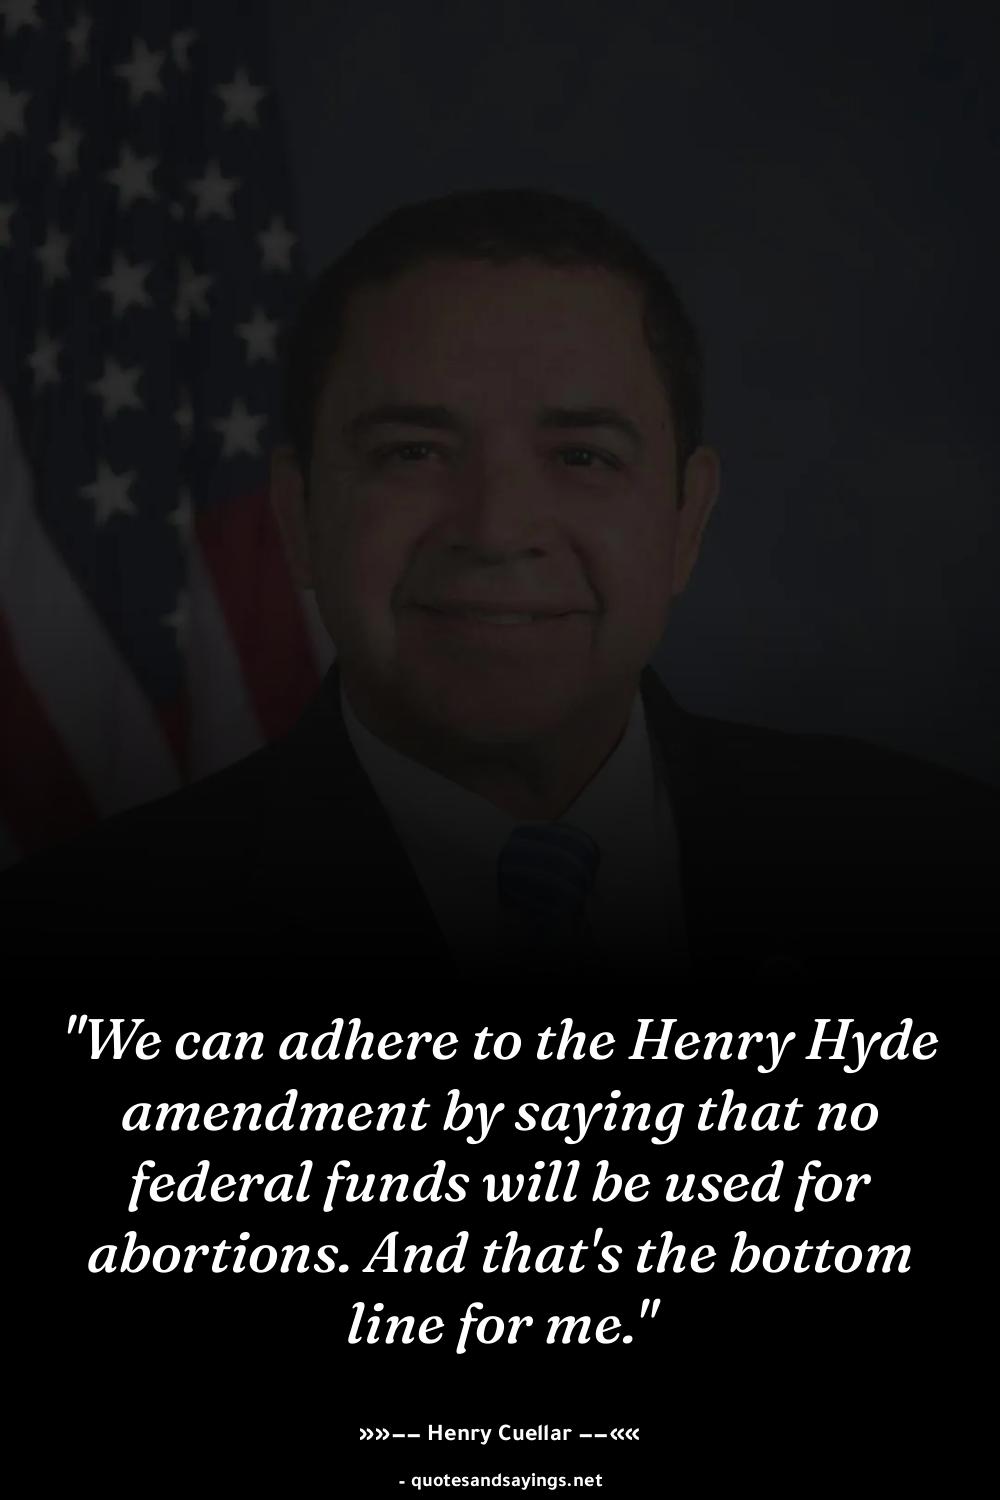 "We can adhere to the Henry Hyde
amendment by saying that no
federal funds will be used for
abortions. And that's the bottom
line for me."
»»−− Henry Cuellar −−««
- quotesandsayings.net